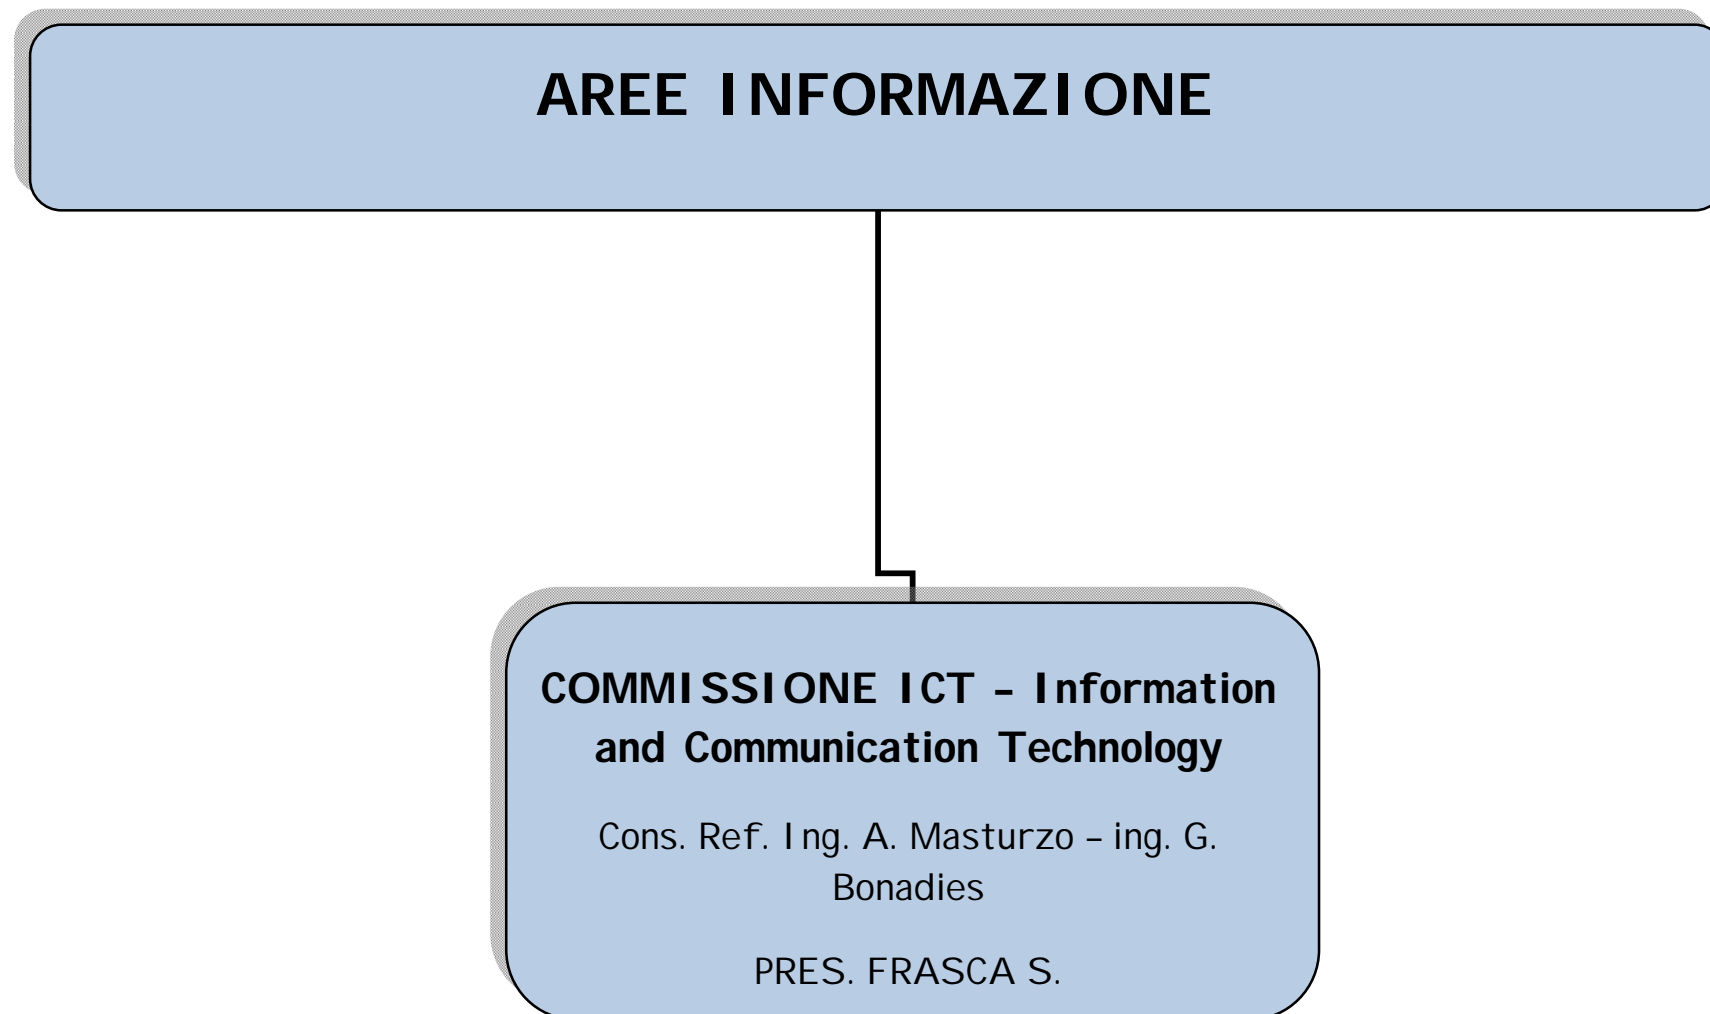 AREE INFORMAZIONE
COMMISSIONE ICT – Information
and Communication Technology
Cons. Ref. Ing. A. Masturzo – ing. G.
Bonadies
PRES. FRASCA S.